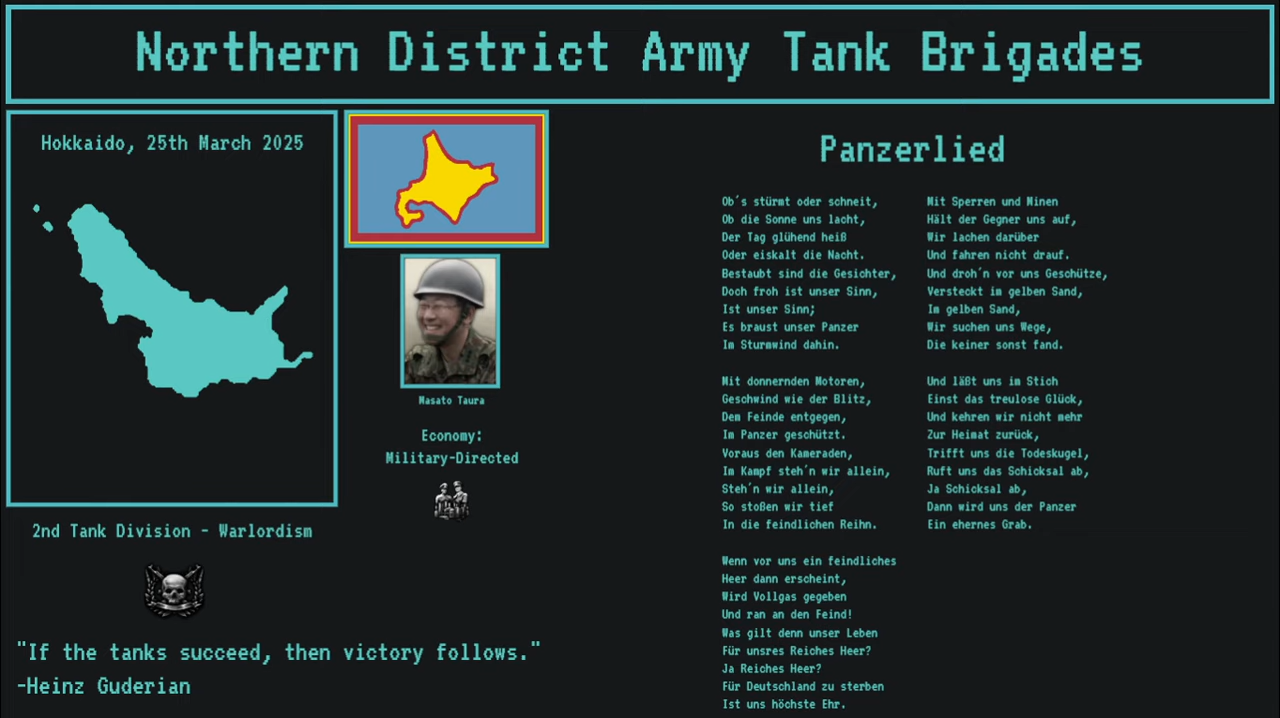 Northern District Army Tank Brigades
Hokkaido, 25th March 2025
Masato Taura
Economy:
Military-Directed
2nd Tank Division - Warlordism
"If the tanks succeed, then victory follows."
-Heinz Guderian
Panzerlied
Ob's stürmt oder schneit,
Ob die Sonne uns lacht,
Der Tag glühend heiß
Oder eiskalt die Nacht.
Bestaubt sind die Gesichter,
Doch froh ist unser Sinn,
Ist unser Sinn;
Es braust unser Panzer
Im Sturmwind dahin.
Mit donnernden Motoren,
Geschwind wie der Blitz,
Dem Feinde entgegen,
Im Panzer geschützt.
Voraus den Kameraden,
Im Kampf steh'n wir allein,
Steh'n wir allein,
So stoßen wir tief
In die feindlichen Reihn.
Wenn vor uns ein feindliches
Heer dann erscheint,
Wird Vollgas gegeben
Und ran an den Feind!
Was gilt denn unser Leben
Für unsres Reiches Heer?
Ja Reiches Heer?
Für Deutschland zu sterben
Ist uns höchste Ehr.
Mit Sperren und Minen
Hält der Gegner uns auf,
Wir lachen darüber
Und fahren nicht drauf.
Und droh'n vor uns Geschütze,
Versteckt im gelben Sand,
Im gelben Sand,
Wir suchen uns Wege,
Die keiner sonst fand.
Und läßt uns im Stich
Einst das treulose Glück,
Und kehren wir nicht mehr
Zur Heimat zurück,
Trifft uns die Todeskugel,
Ruft uns das Schicksal ab,
Ja Schicksal ab,
Dann wird uns der Panzer
Ein ehernes Grab.